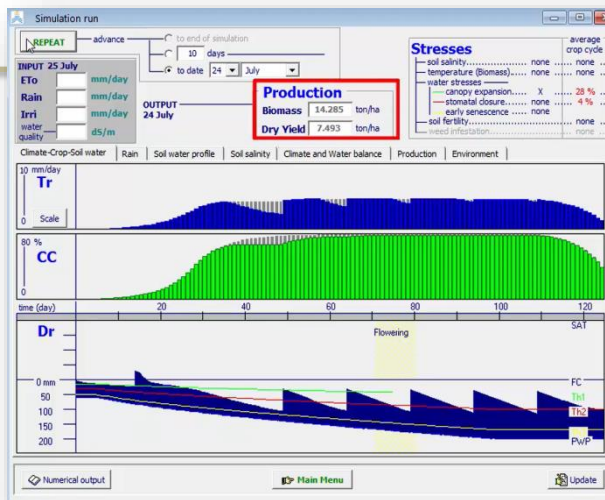 Simulation run
REPEAT
advance
to end of simulation
10 days
to date 24 July
INPUT 25 July
ETo mm/day
Rain mm/day
Irri mm/day
water quality dS/m
OUTPUT
24 July
Production
Biomass 14.285 ton/ha
Dry Yield 7.493 ton/ha
Stresses
average
crop cycle
soil salinity.... none ... none
temperature (Biomass).... none ... none
water stresses
canopy expansion.... X ... 28 %
stomatal closure.... none ... 4 %
early senescence .. none
soil fertility.... none
weed infestation.... none
Climate-Crop-Soil water Rain Soil water profile Soil salinity Climate and Water balance Production Environment
10 mm/day
Tr
0 Scale
80 %
CC
0
time (day) 20 40 60 80 100 120
Dr
Flowering
SAT
0 mm
FC
50
Th1
100
Th2
150
200
PWP
Numerical output
Main Menu
Update